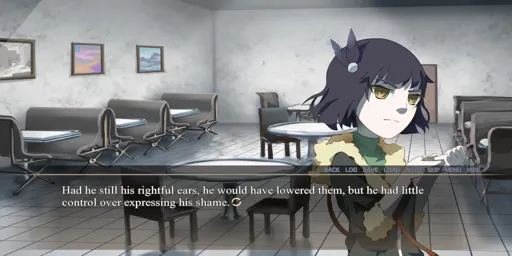 Had he still his rightful ears, he would have lowered them, but he had little
control over expressing his shame.
BACK LOG SAVE LOAD AUTO SKIP MENU HIDE